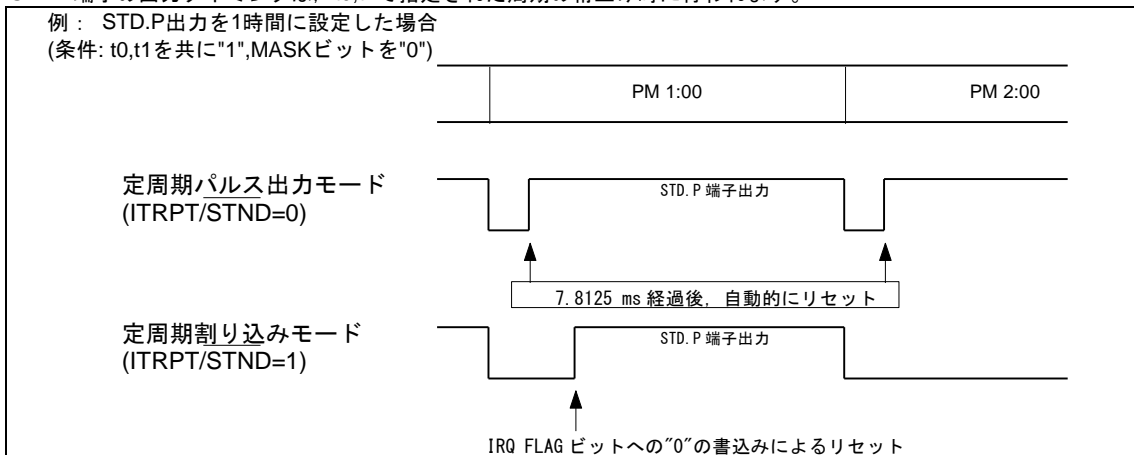 例： STD.P出力を1時間に設定した場合
(条件: t0,t1を共に"1",MASKビットを"0")
PM 1:00
PM 2:00
定周期パルス出力モード
(ITRPT/STND=0)
STD.P 端子出力
7.8125 ms 経過後, 自動的にリセット
定周期割り込みモード
(ITRPT/STND=1)
STD.P 端子出力
IRQ FLAG ビットへの"0"の書込みによるリセット